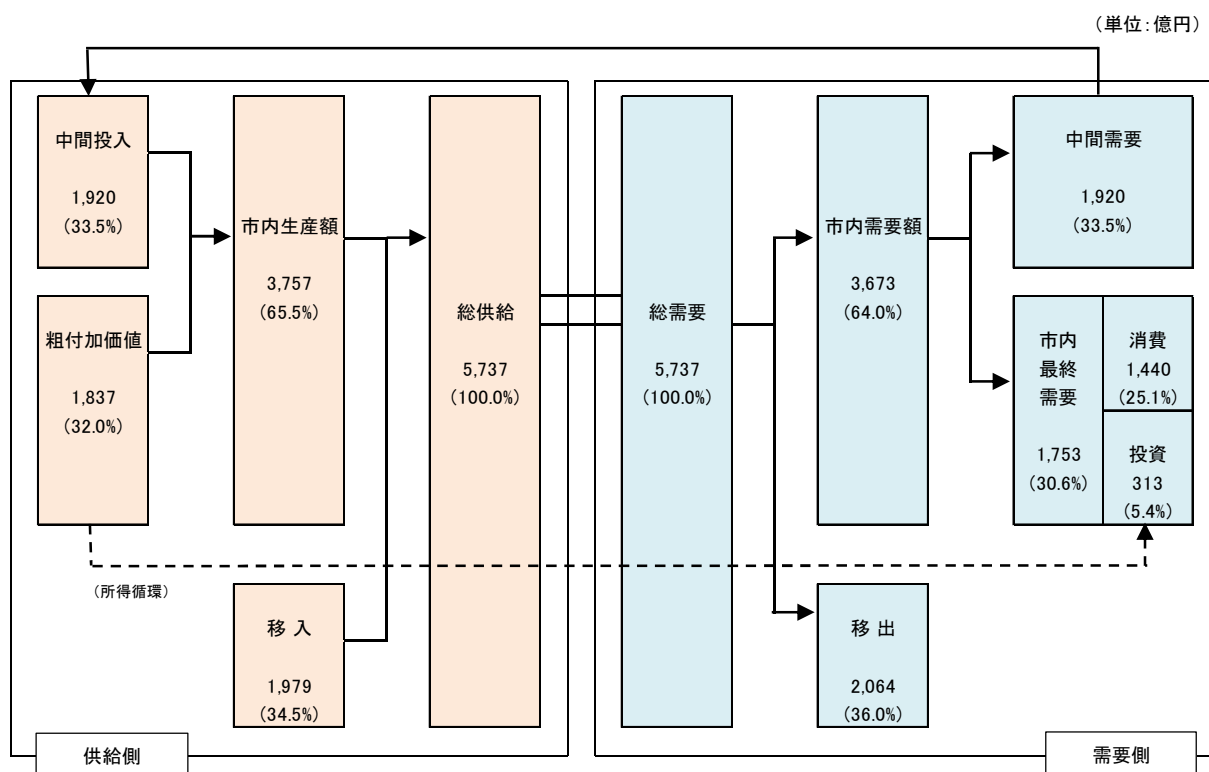 （単位：億円）
中間投入
1,920
（33.5%）
粗付加価値
1,837
（32.0%）
（所得循環）
市内生産額
3,757
（65.5%）
移 入
1,979
（34.5%）
総供給
5,737
（100.0%）
供給側
総需要
5,737
（100.0%）
市内需要額
3,673
（64.0%）
移 出
2,064
（36.0%）
中間需要
1,920
（33.5%）
市内
最終
需要
1,753
（30.6%）
消費
1,440
（25.1%）
投資
313
（5.4%）
需要側